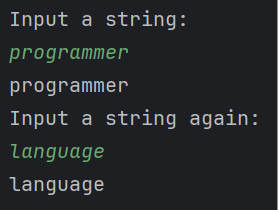 Input a string:
programmer
programmer
Input a string again:
language
language